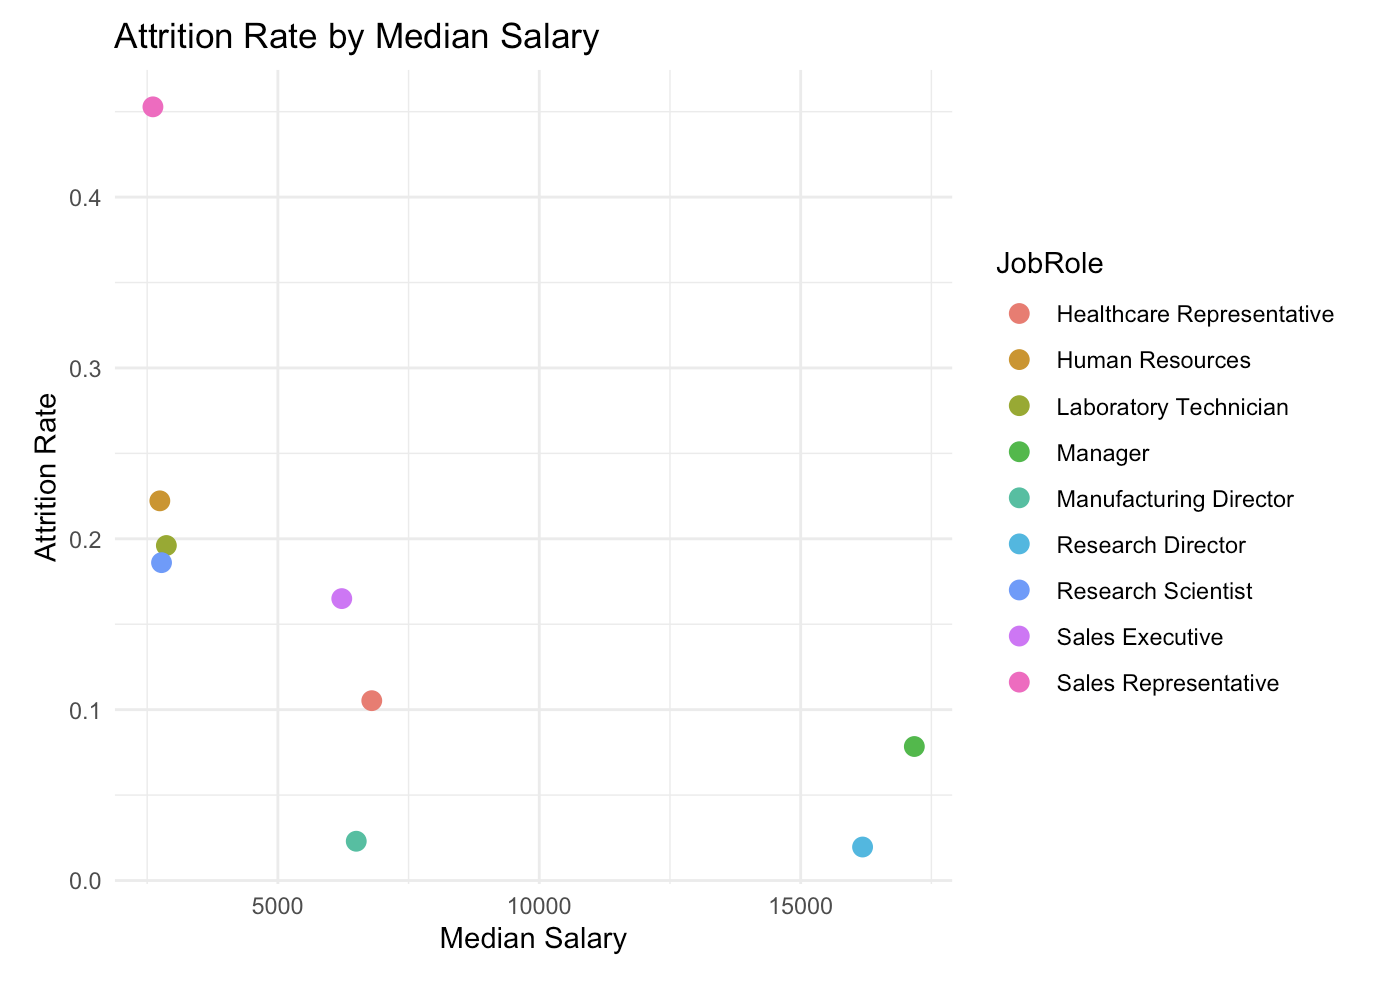 Attrition Rate by Median Salary
0.4
0.3
0.2
0.1
0.0
Attrition Rate
5000 10000 15000
Median Salary
JobRole
Healthcare Representative
Human Resources
Laboratory Technician
Manager
Manufacturing Director
Research Director
Research Scientist
Sales Executive
Sales Representative